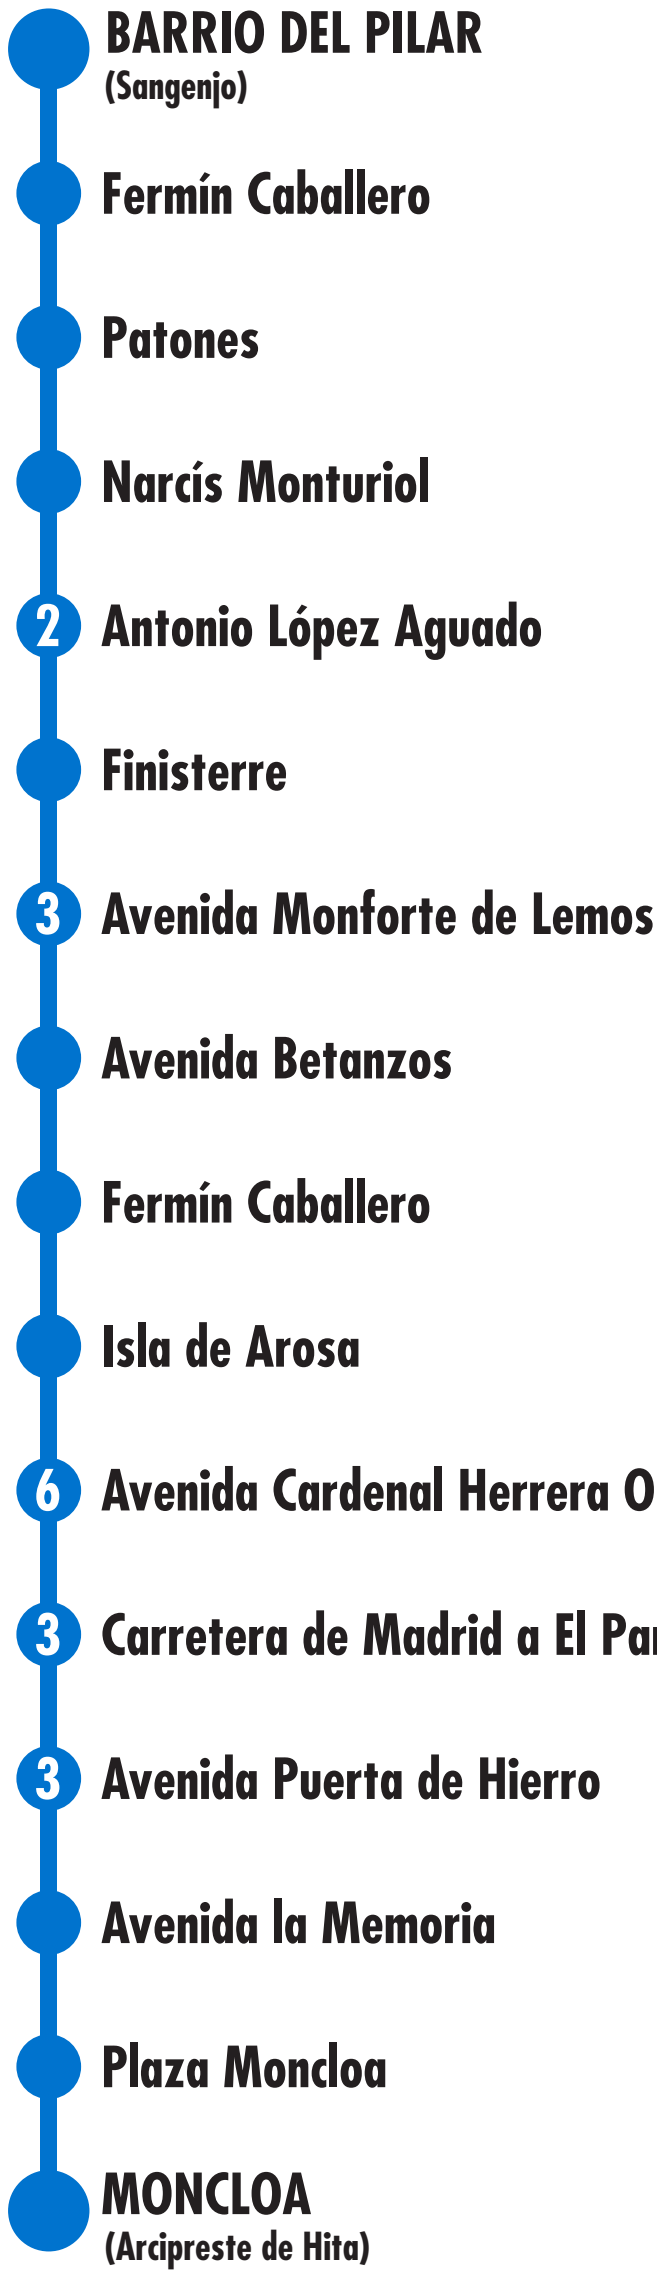 BARRIO DEL PILAR
(Sangenjo)
Fermín Caballero
Patones
Narcís Monturiol
2 Antonio López Aguado
Finisterre
3 Avenida Monforte de Lemos
Avenida Betanzos
Fermín Caballero
Isla de Arosa
6 Avenida Cardenal Herrera
3 Carretera de Madrid a El
3 Avenida Puerta de Hierro
Avenida la Memoria
Plaza Moncloa
MONCLOA
(Arcipreste de Hita)